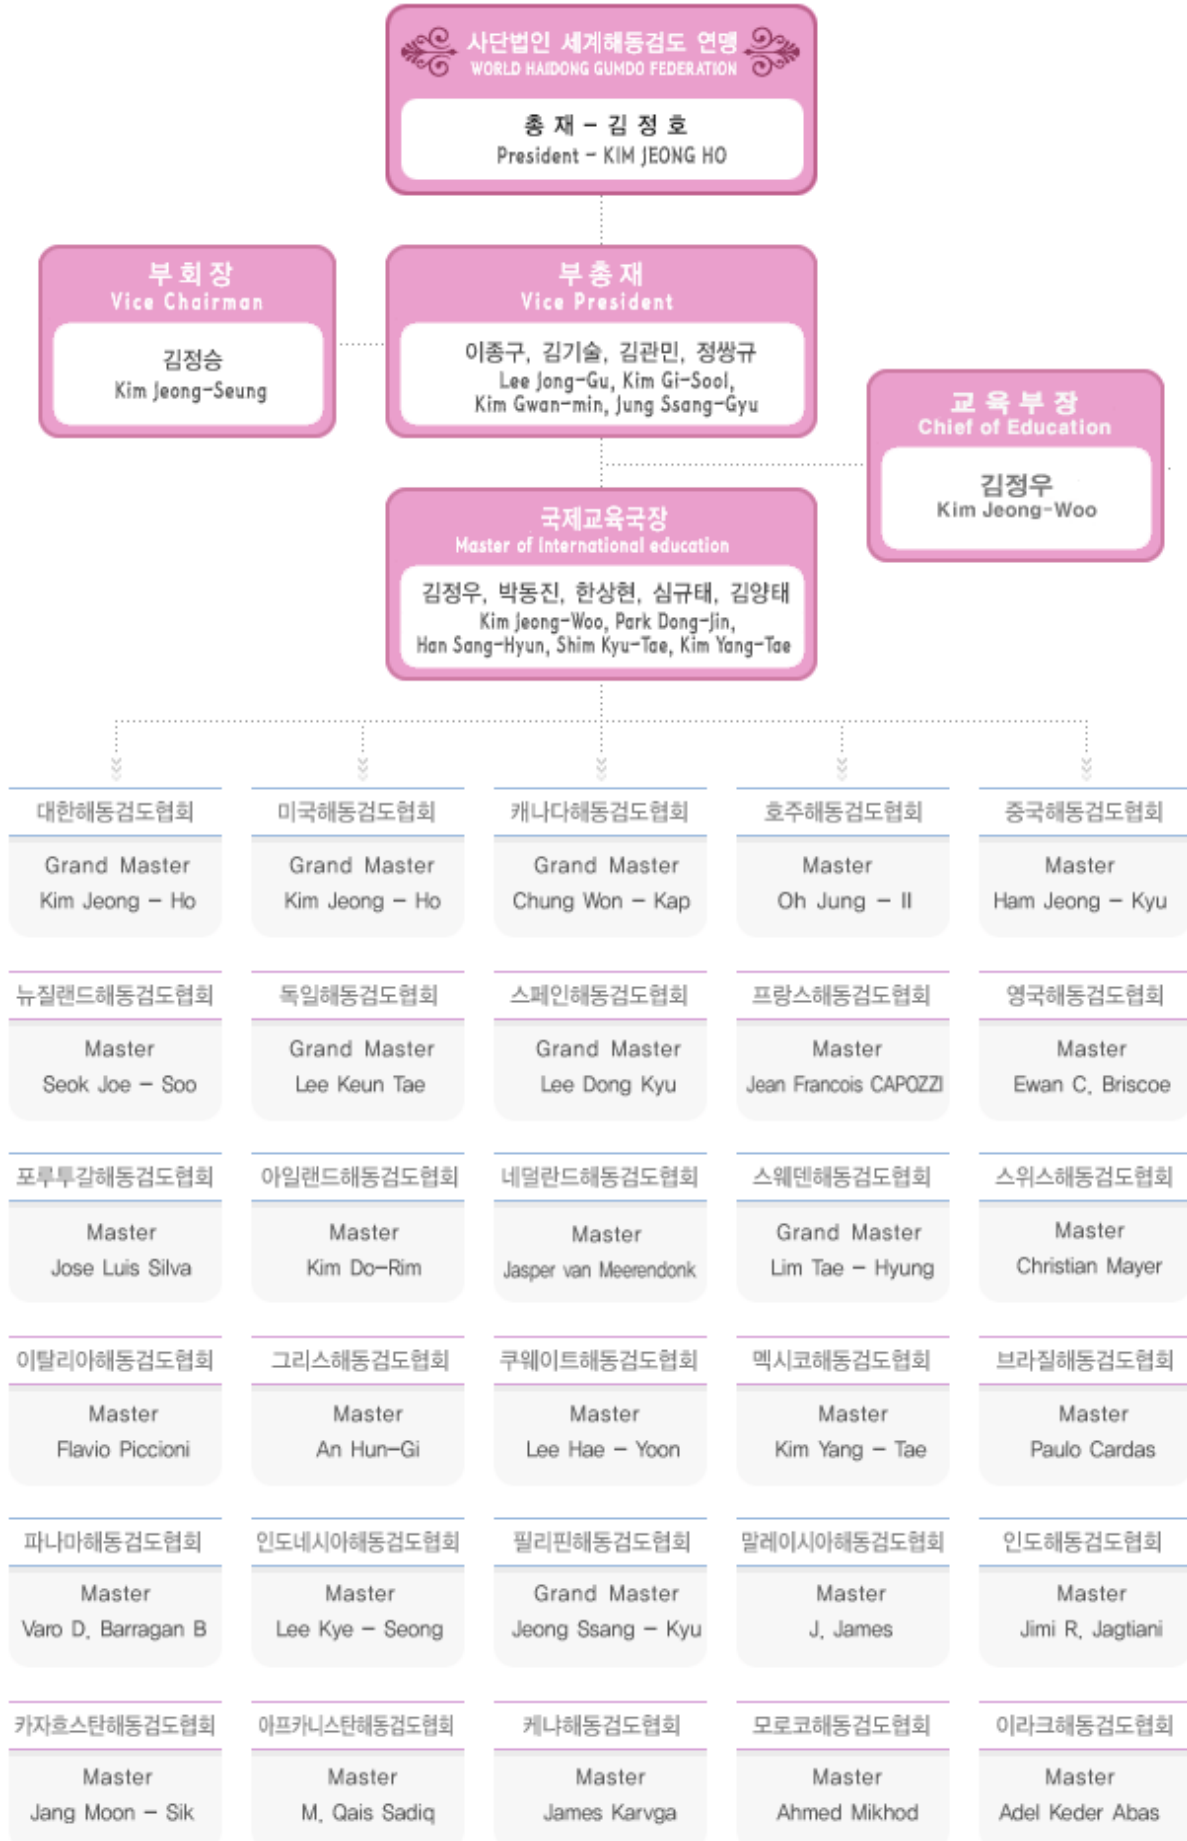 사단법인 세계해동검도 연맹
WORLD HAIDONG GUMDO FEDERATION
총 재 - 김 정 호
President - KIM JEONG HO
부 회 장
Vice Chairman
김정승
Kim Jeong-Seung
부 총 재
Vice President
이종구, 김기술, 김관민, 정쌍규
Lee Jong-Gu, Kim Gi-Sool,
Kim Gwan-min, Jung Ssang-Gyu
교 육 부 장
Chief of Education
김정우
Kim Jeong-Woo
국제교육국장
Master of International education
김정우, 박동진, 한상현, 심규태, 김양태
Kim Jeong-Woo, Park Dong-Jin,
Han Sang-Hyun, Shim Kyu-Tae, Kim Yang-Tae
대한해동검도협회
Grand Master
Kim Jeong - Ho
미국해동검도협회
Grand Master
Kim Jeong - Ho
캐나다해동검도협회
Grand Master
Chung Won - Kap
호주해동검도협회
Master
Oh Jung - Il
중국해동검도협회
Master
Ham Jeong - Kyu
뉴질랜드해동검도협회
Master
Seok Joe - Soo
독일해동검도협회
Grand Master
Lee Keun Tae
스페인해동검도협회
Grand Master
Lee Dong Kyu
프랑스해동검도협회
Master
Jean Francois CAPOZZI
영국해동검도협회
Master
Ewan C, Briscoe
포루투갈해동검도협회
Master
Jose Luis Silva
아일랜드해동검도협회
Master
Kim Do-Rim
네덜란드해동검도협회
Master
Jasper van Meerendonk
스웨덴해동검도협회
Grand Master
Lim Tae - Hyung
스위스해동검도협회
Master
Christian Mayer
이탈리아해동검도협회
Master
Flavio Piccioni
그리스해동검도협회
Master
An Hun-Gi
쿠웨이트해동검도협회
Master
Lee Hae - Yoon
멕시코해동검도협회
Master
Kim Yang - Tae
브라질해동검도협회
Master
Paulo Cardas
파나마해동검도협회
Master
Varo D, Barragan B
인도네시아해동검도협회
Master
Lee Kye - Seong
필리핀해동검도협회
Grand Master
Jeong Ssang - Kyu
말레이시아해동검도협회
Master
J, James
인도해동검도협회
Master
Jimi R, Jagtiani
카자흐스탄해동검도협회
Master
Jang Moon - Sik
아프카니스탄해동검도협회
Master
M, Qais Sadiq
케냐해동검도협회
Master
James Karvga
모로코해동검도협회
Master
Ahmed Mikhod
이라크해동검도협회
Master
Adel Keder Abas